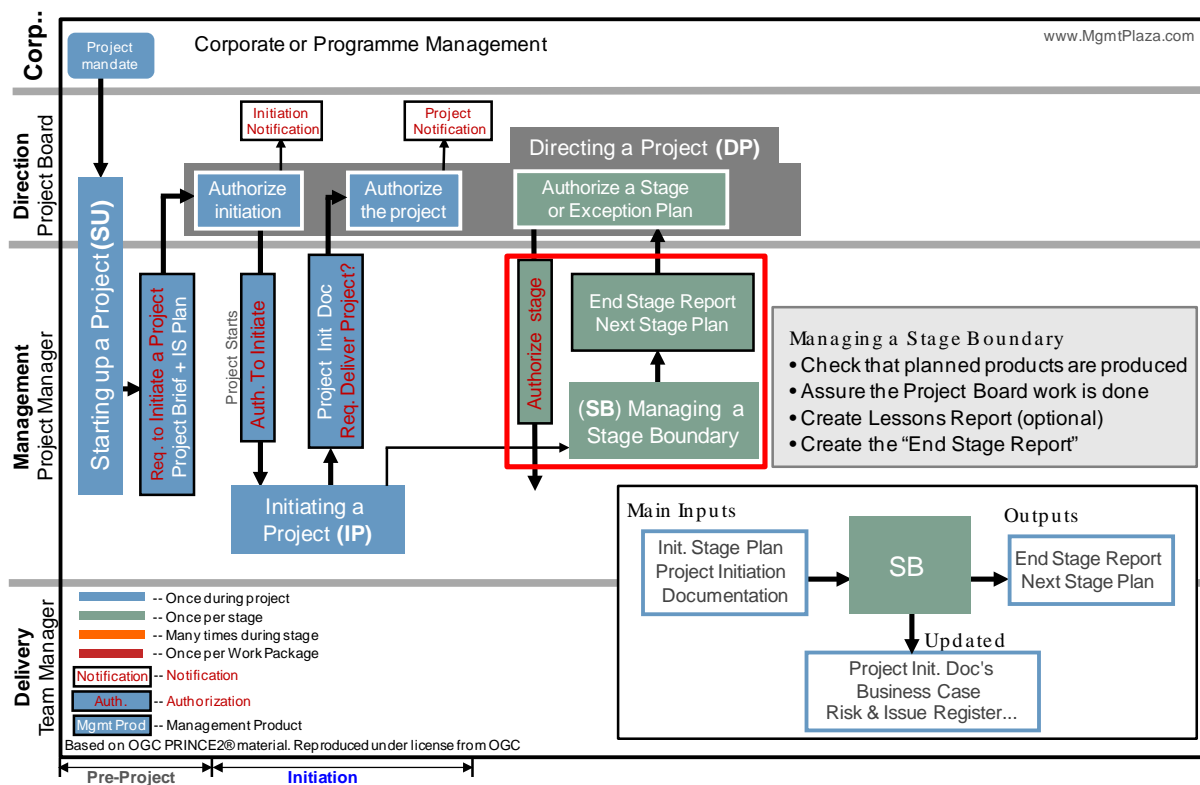 Corp..
Project
mandate
Corporate or Programme Management
www.MgmtPlaza.com
Direction
Project Board
Initiation
Notification
Project
Notification
Directing a Project (DP)
Authorize
initiation
Authorize
the project
Authorize a Stage
or Exception Plan
Management
Project Manager
Starting up a Project (SU)
Req. to Initiate a Project
Project Brief + IS Plan
Project Starts
Auth. To Initiate
Project Init Doc
Req. Deliver Project?
Authorize stage
End Stage Report
Next Stage Plan
(SB) Managing a
Stage Boundary
Initiating a
Project (IP)
Managing a Stage Boundary
• Check that planned products are produced
• Assure the Project Board work is done
• Create Lessons Report (optional)
• Create the “End Stage Report”
Main Inputs
Init. Stage Plan
Project Initiation
Documentation
SB
Outputs
End Stage Report
Next Stage Plan
Updated
Project Init. Doc's
Business Case
Risk & Issue Register...
Delivery
Team Manager
-- Once during project
-- Once per stage
-- Many times during stage
-- Once per Work Package
Notification -- Notification
Auth. -- Authorization
Mgmt Prod -- Management Product
Based on OGC PRINCE2® material. Reproduced under license from OGC
Pre-Project
Initiation